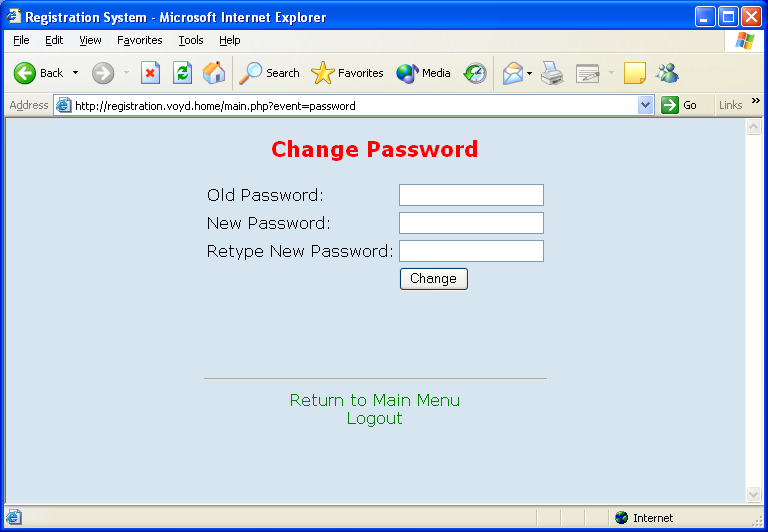 Registration System - Microsoft Internet Explorer
File Edit View Favorites Tools Help
Back Search Favorites Media
Address http://registration.voyd.home/main.php?event=password Go Links »
Change Password
Old Password:
New Password:
Retype New Password:
Change
Return to Main Menu
Logout
Internet